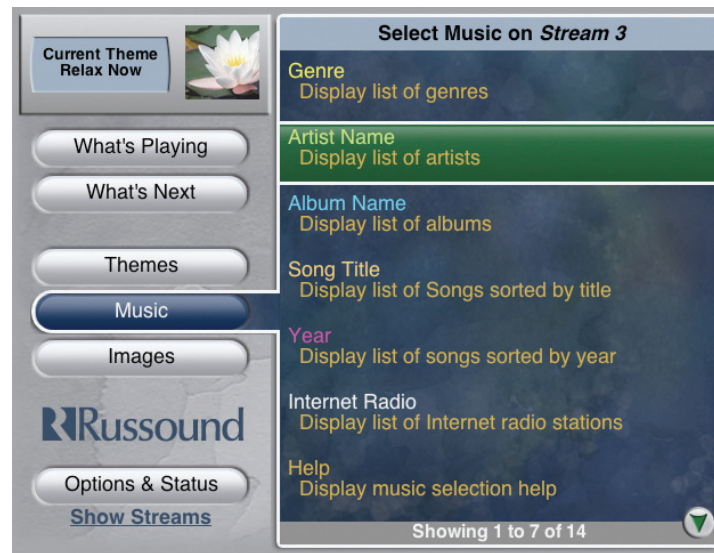 Current Theme
Relax Now
What's Playing
What's Next
Themes
Music
Images
Russound
Options & Status
Show Streams
Select Music on Stream 3
Genre
Display list of genres
Artist Name
Display list of artists
Album Name
Display list of albums
Song Title
Display list of Songs sorted by title
Year
Display list of songs sorted by year
Internet Radio
Display list of Internet radio stations
Help
Display music selection help
Showing 1 to 7 of 14